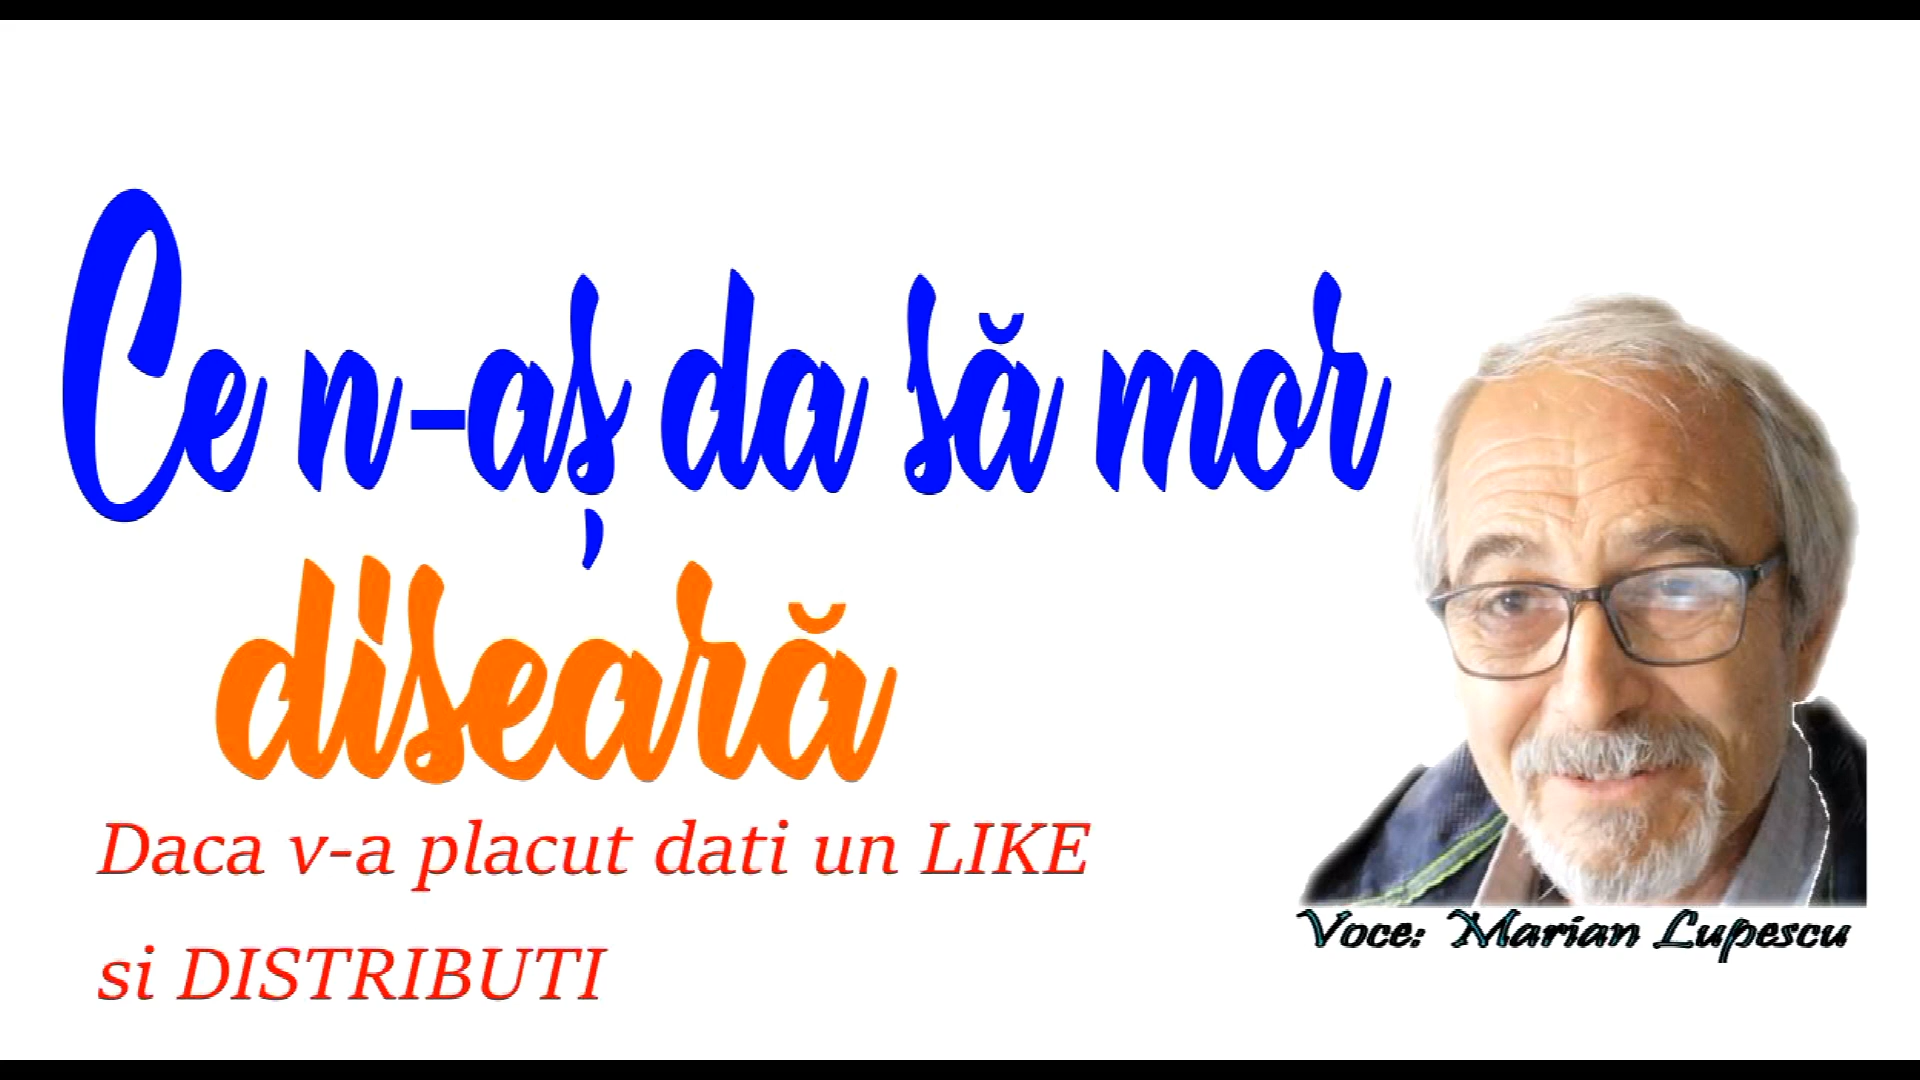 Ce n-aș da să mor
diseară
Daca v-a placut dati un LIKE
si DISTRIBUTI
Voce: Marian Lupescu